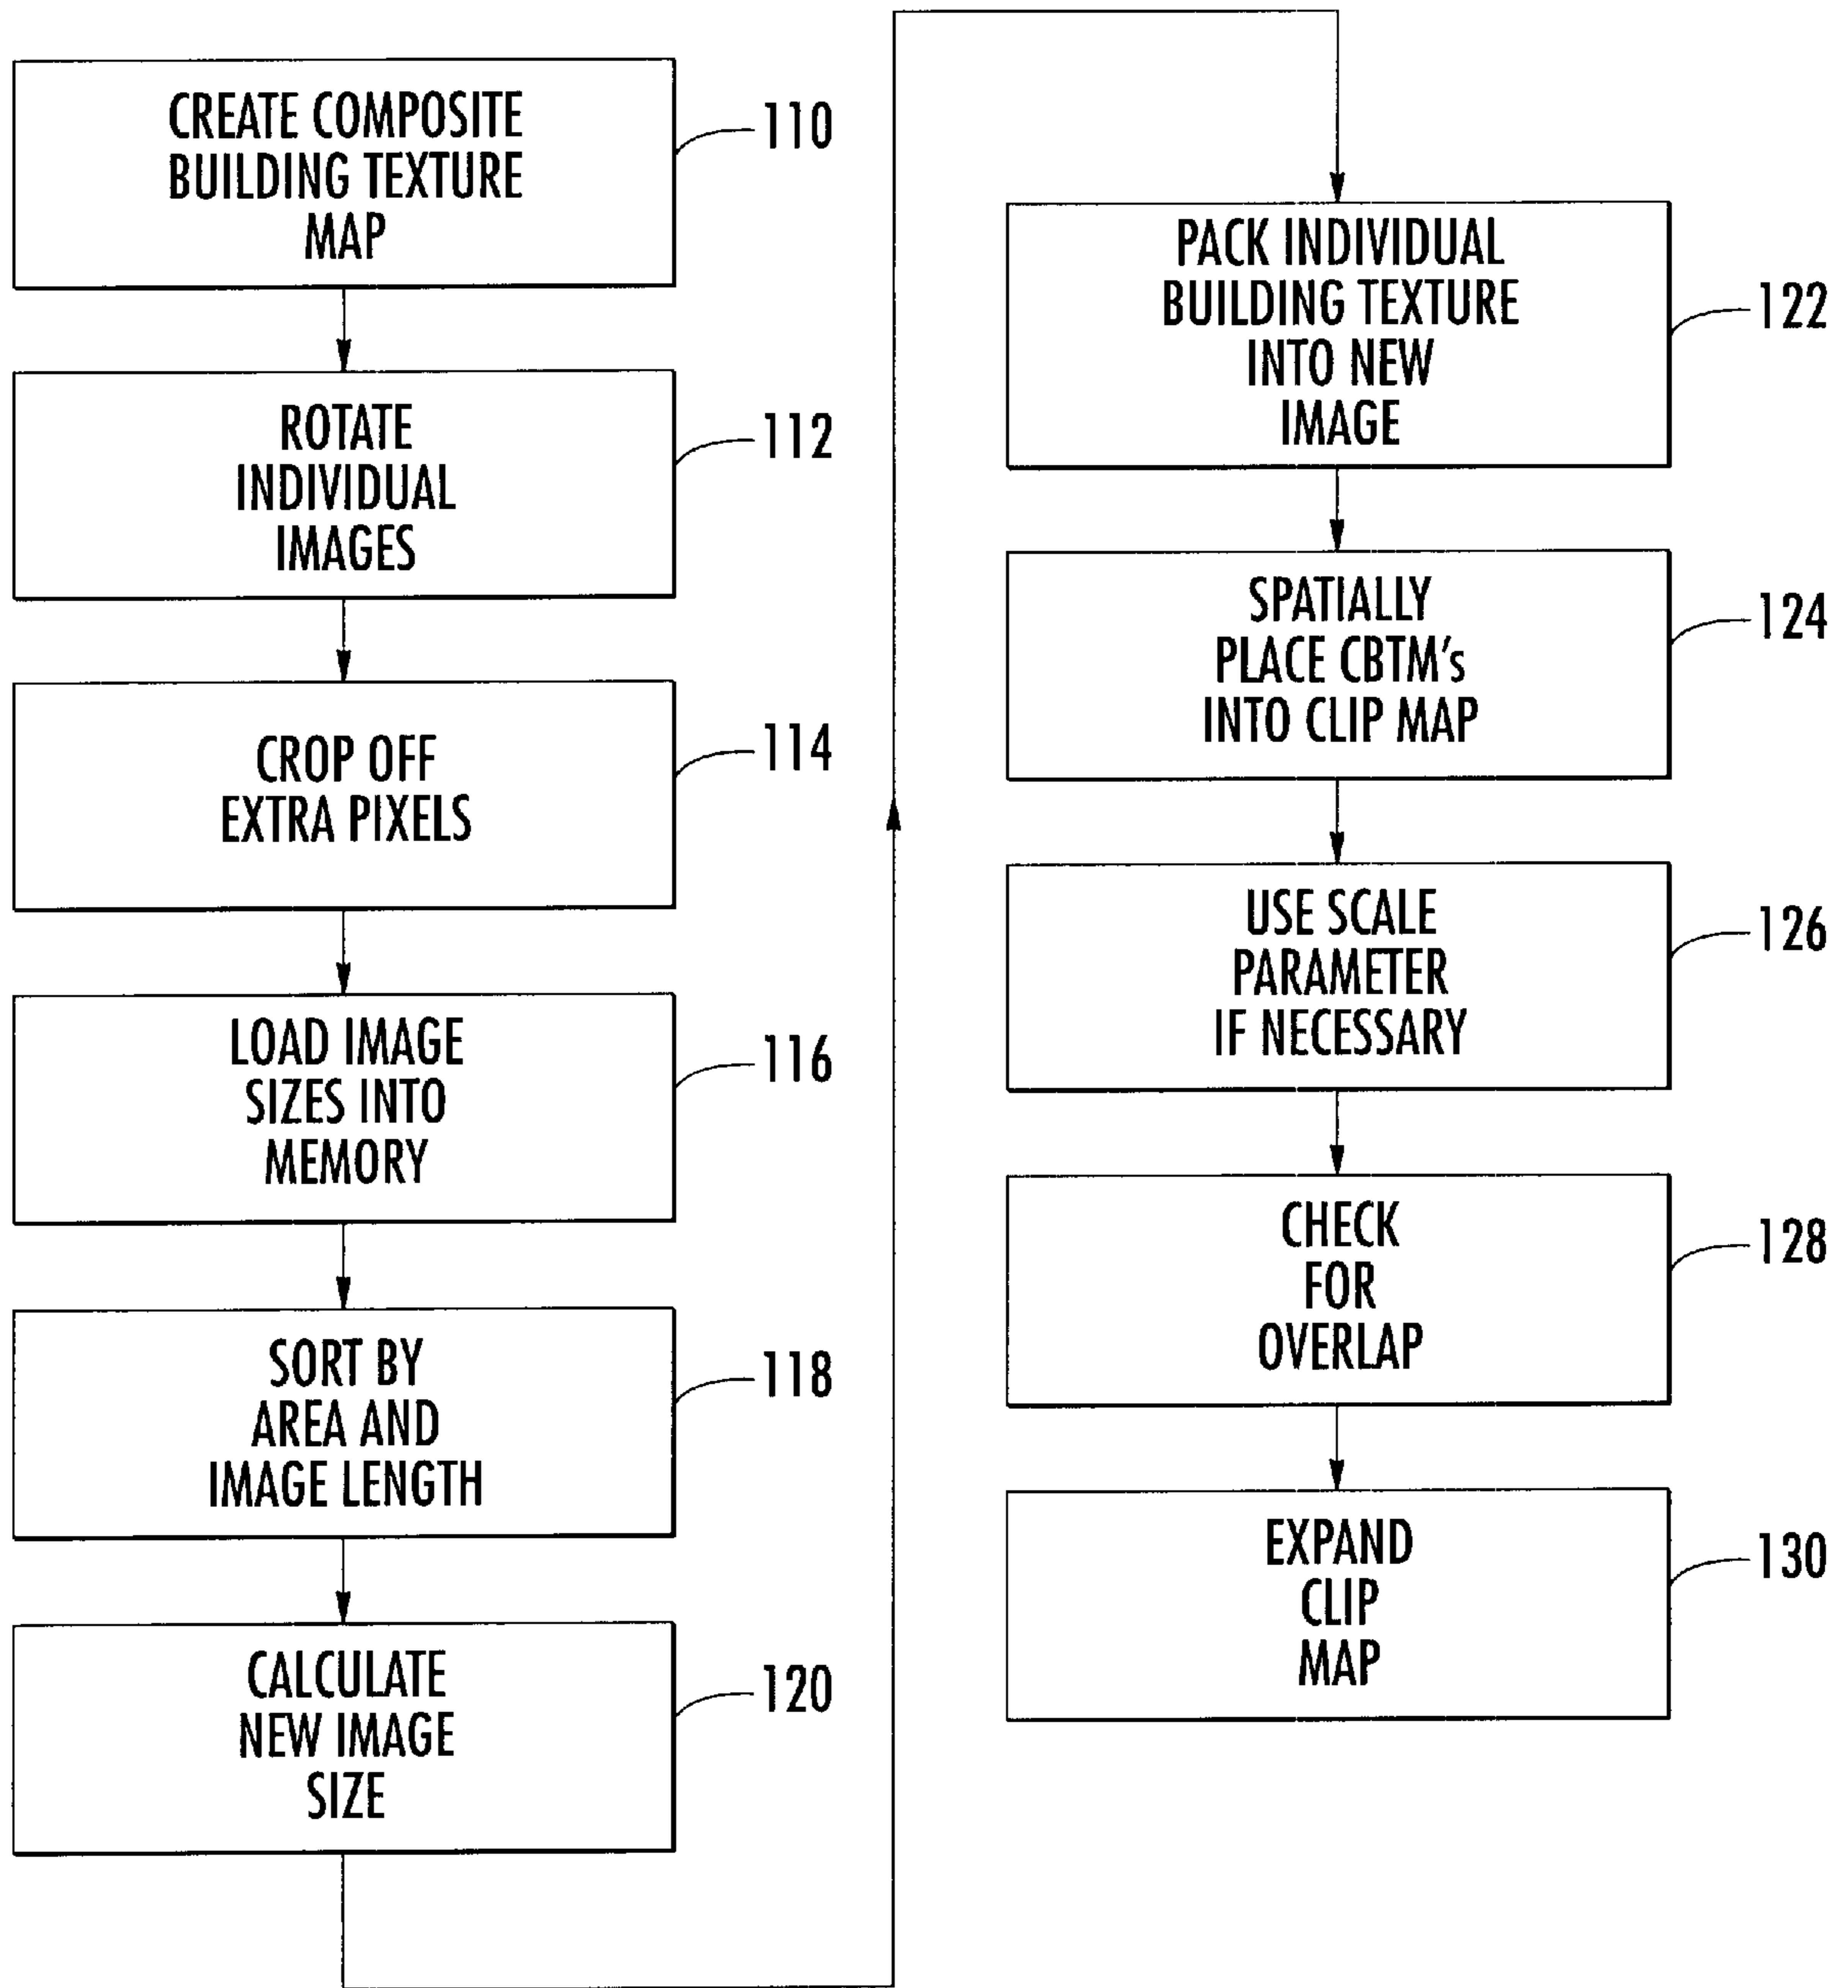 CREATE COMPOSITE
BUILDING TEXTURE
MAP
110
ROTATE
INDIVIDUAL
IMAGES
112
CROP OFF
EXTRA PIXELS
114
LOAD IMAGE
SIZES INTO
MEMORY
116
SORT BY
AREA AND
IMAGE LENGTH
118
CALCULATE
NEW IMAGE
SIZE
120
PACK INDIVIDUAL
BUILDING TEXTURE
INTO NEW
IMAGE
122
SPATIALLY
PLACE CBTM's
INTO CLIP MAP
124
USE SCALE
PARAMETER
IF NECESSARY
126
CHECK
FOR
OVERLAP
128
EXPAND
CLIP
MAP
130